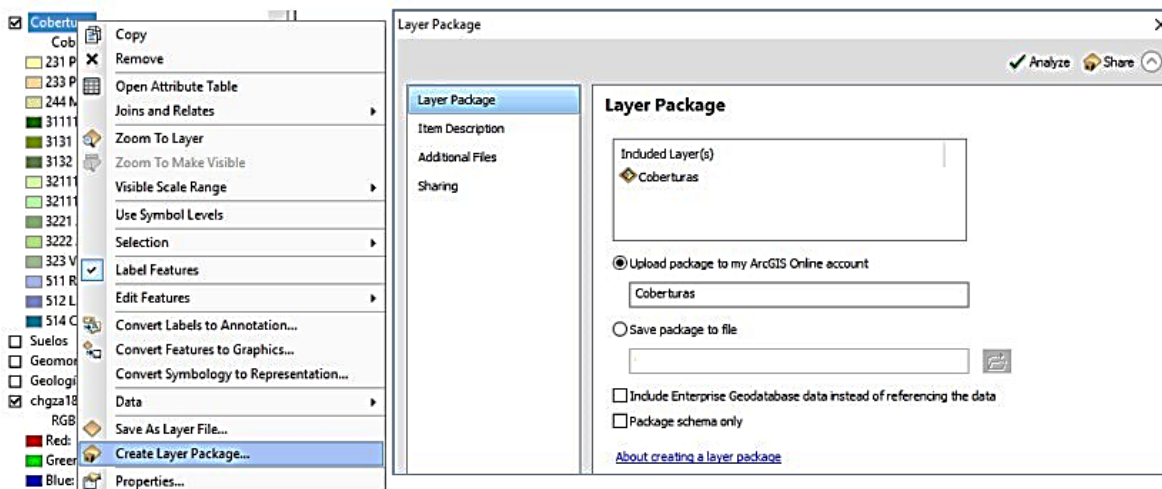 Cobertu
Cob
231 P
233 P
244 M
31111
3131
3132
32111
32111
3221
3222
323 V
511 R
512 L
514 C
Suelos
Geomor
Geologi
chgza18
RGB
Red:
Green
Blue:
Copy
Remove
Open Attribute Table
Joins and Relates
Zoom To Layer
Zoom To Make Visible
Visible Scale Range
Use Symbol Levels
Selection
Label Features
Edit Features
Convert Labels to Annotation...
Convert Features to Graphics...
Convert Symbology to Representation...
Data
Save As Layer File...
Create Layer Package...
Properties...
Layer Package
Analyze Share
Layer Package
Item Description
Additional Files
Sharing
Layer Package
Included Layer(s)
Coberturas
Upload package to my ArcGIS Online account
Coberturas
Save package to file
Include Enterprise Geodatabase data instead of referencing the data
Package schema only
About creating a layer package